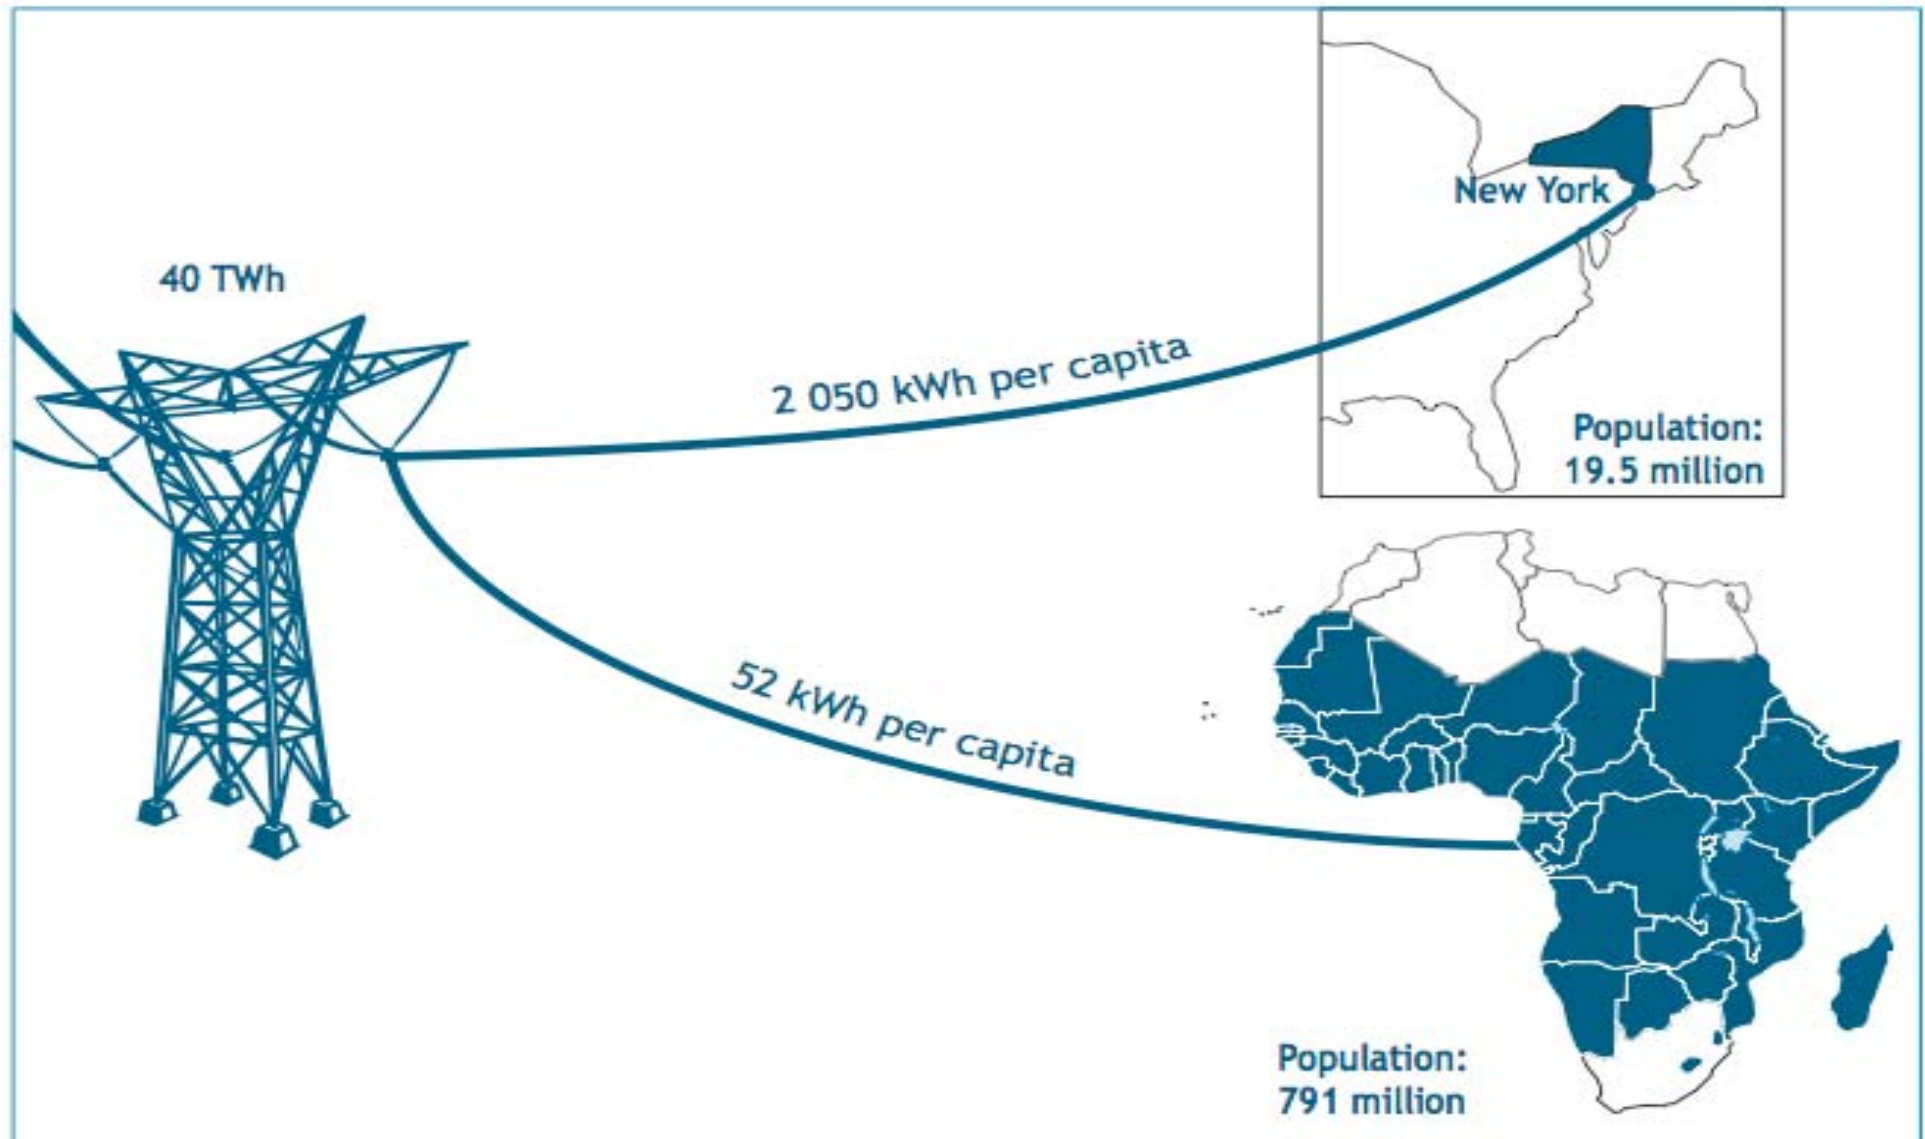 40 TWh
2 050 kWh per capita
New York
Population:
19.5 million
52 kWh per capita
Population:
791 million